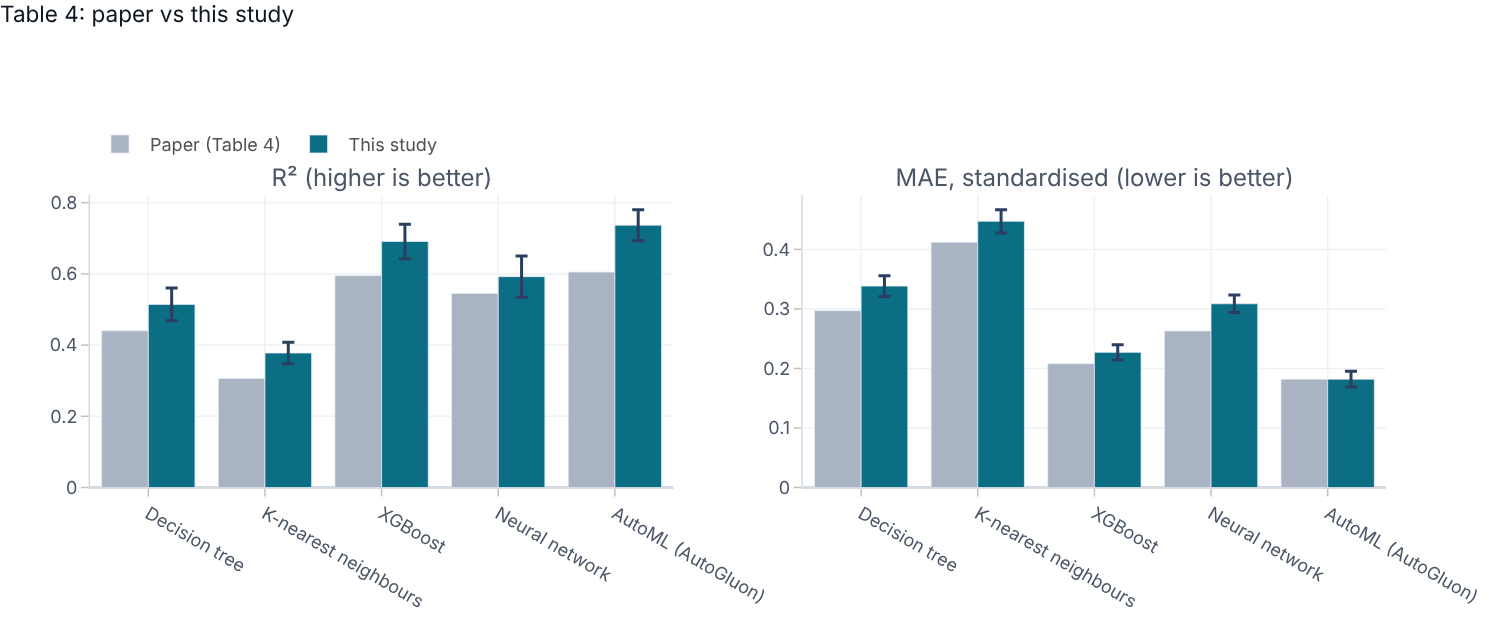 Table 4: paper vs this study
Paper (Table 4)
This study
R² (higher is better)
0.8
0.6
0.4
0.2
0
Decision tree
K-nearest neighbours
XGBoost
Neural network
AutoML (AutoGluon)
MAE, standardised (lower is better)
0.4
0.3
0.2
0.1
0
Decision tree
K-nearest neighbours
XGBoost
Neural network
AutoML (AutoGluon)